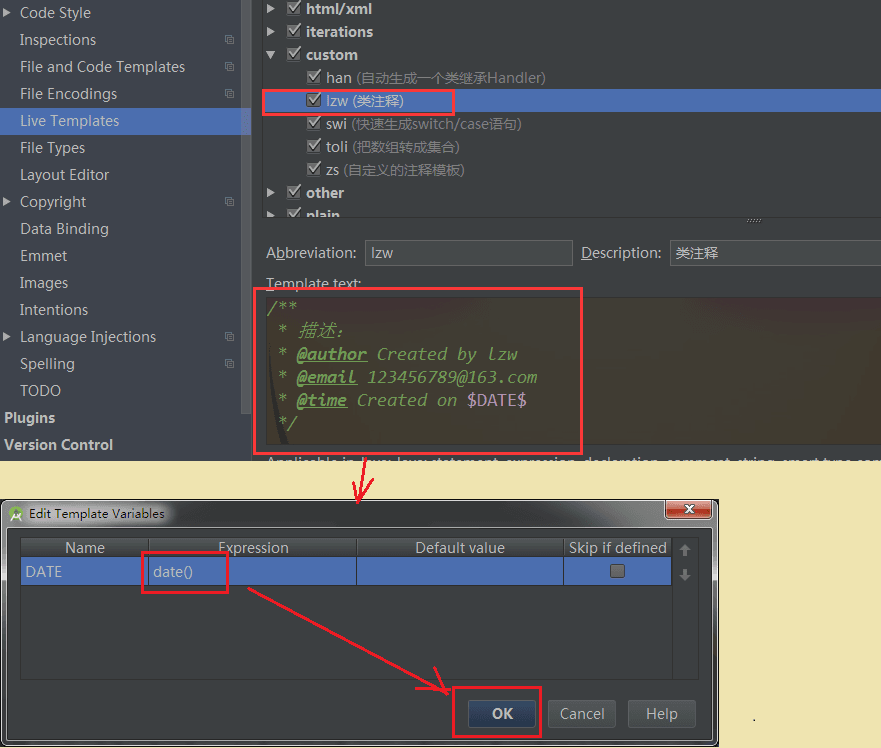 Code Style
Inspections
File and Code Templates
File Encodings
Live Templates
File Types
Layout Editor
Copyright
Data Binding
Emmet
Images
Intentions
Language Injections
Spelling
TODO
Plugins
Version Control
html/xml
iterations
custom
han (自动生成一个类继承Handler)
lzw (类注释)
swi (快速生成switch/case语句)
toli (把数组转成集合)
zs (自定义的注释模板)
other
plain
Abbreviation: lzw Description: 类注释
Template text:
/**
* 描述:
* @author Created by lzw
* @email 123456789@163.com
* @time Created on $DATE$
*/
Edit Template Variables
Name Expression Default value Skip if defined
DATE date()
OK Cancel Help